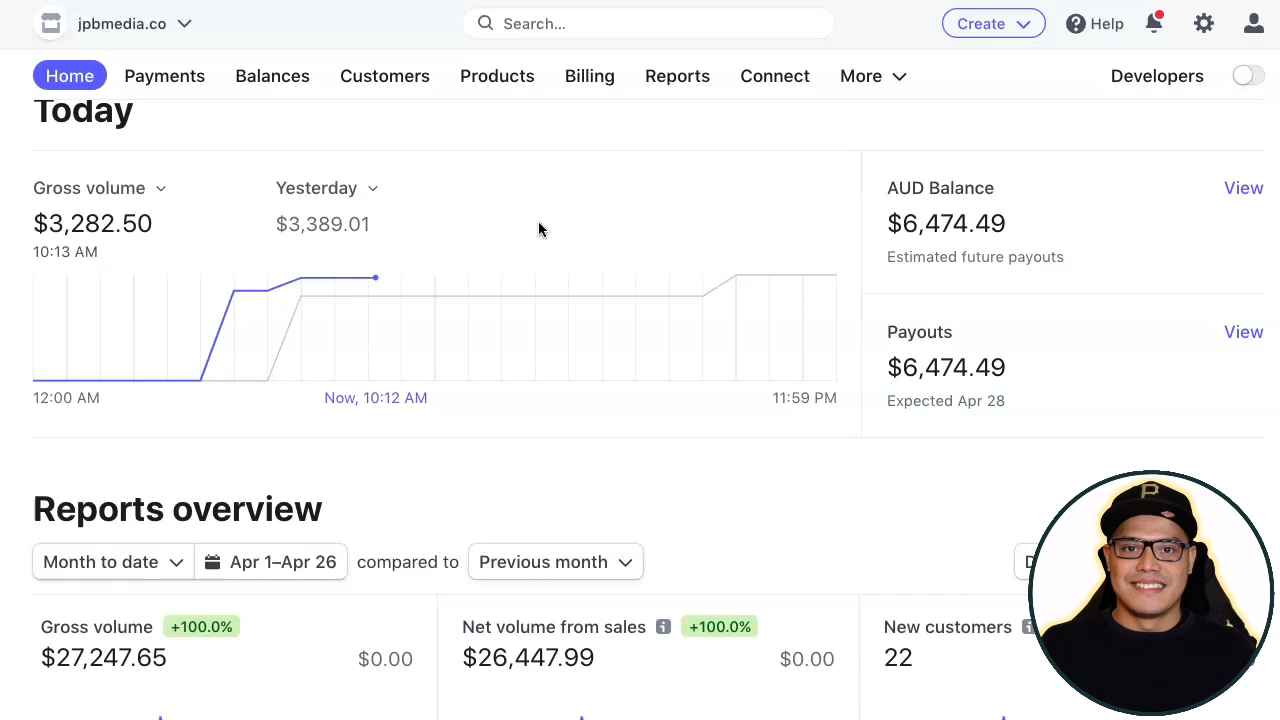 jpbmedia.co
Search...
Create
Help
Home Payments Balances Customers Products Billing Reports Connect More Developers
Today
Gross volume Yesterday
$3,282.50 $3,389.01
10:13 AM
12:00 AM Now, 10:12 AM 11:59 PM
AUD Balance View
$6,474.49
Estimated future payouts
Payouts View
$6,474.49
Expected Apr 28
Reports overview
Month to date Apr 1–Apr 26 compared to Previous month
Gross volume +100.0%
$27,247.65 $0.00
Net volume from sales +100.0%
$26,447.99 $0.00
New customers
22
P